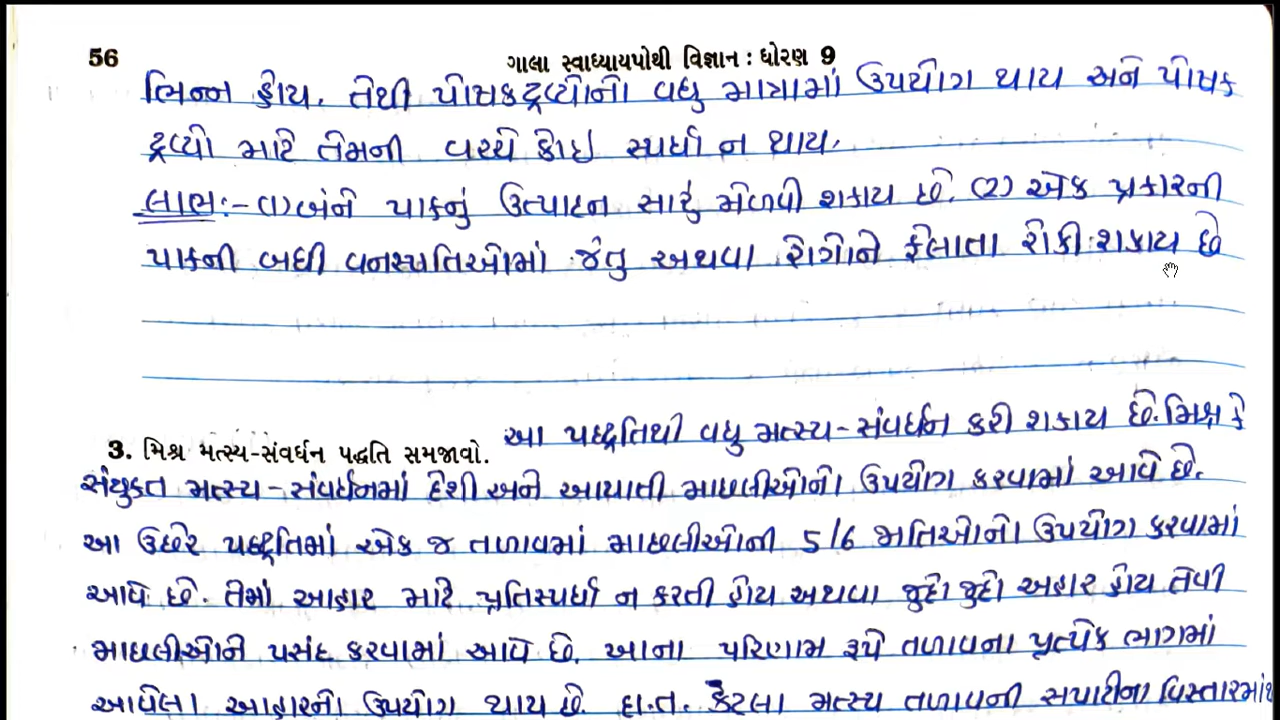 56
ગાલા સ્વાધ્યાયપોથી વિજ્ઞાન : ધોરણ 9
ભિન્ન હોય. તેથી પોષકદ્રવ્યોનો વધુ માત્રામાં ઉપયોગ થાય અને પોષક
દ્રવ્યો માટે તેમની વચ્ચે કોઇ સ્પર્ધા ન થાય.
લાભ:- (1) બંને પાકનું ઉત્પાદન સારું મેળવી શકાય છે. (2) એક પ્રકારની
પાકની બધી વનસ્પતિઓમાં જંતુ અથવા રોગોને ફેલાતા રોકી શકાય છે
3. મિશ્ર મત્સ્ય-સંવર્ધન પદ્ધતિ સમજાવો. આ પધ્ધતિથી વધુ મત્સ્ય-સંવર્ધન કરી શકાય છે. મિશ્ર કે
સંયુક્ત મત્સ્ય-સંવર્ધનમાં દેશી અને આયાતી માછલીઓનો ઉપયોગ કરવામાં આવે છે.
આ ઉછેર પધ્ધતિમાં એક જ તળાવમાં માછલીઓની 5/6 જાતિઓનો ઉપયોગ કરવામાં
આવે છે. તેમાં આહાર માટે પ્રતિસ્પર્ધા ન કરતી હોય અથવા જુદો જુદો અહાર હોય તેવી
માછલીઓને પસંદ કરવામાં આવે છે. આના પરિણામ રૂપે તળાવના પ્રત્યેક ભાગમાં
આવેલા આહારનો ઉપયોગ થાય છે. દા.ત. કેટલા મત્સ્ય તળાવની સપાટીના વિસ્તારમાંથ